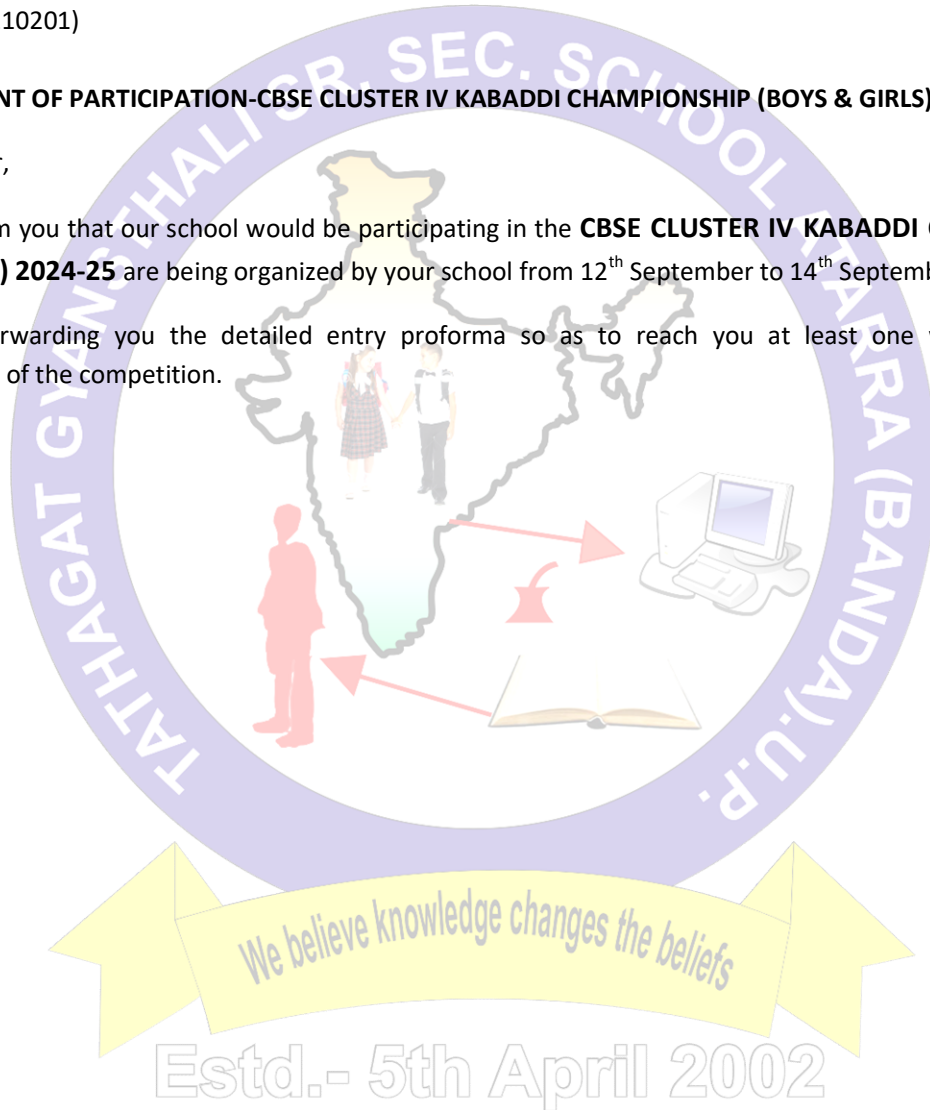 10201)
NT OF PARTICIPATION-CBSE CLUSTER IV KABADDI CHAMPIONSHIP (BOYS & GIRLS)
m you that our school would be participating in the CBSE CLUSTER IV KABADDI
) 2024-25 are being organized by your school from 12th September to 14th Septemb
rwarding you the detailed entry proforma so as to reach you at least one
of the competition.
TATHAGAT GYANSTHALI SR. SEC. SCHOOL ATARRA (BANDA).U.P.
We believe knowledge changes the beliefs
Estd.- 5th April 2002